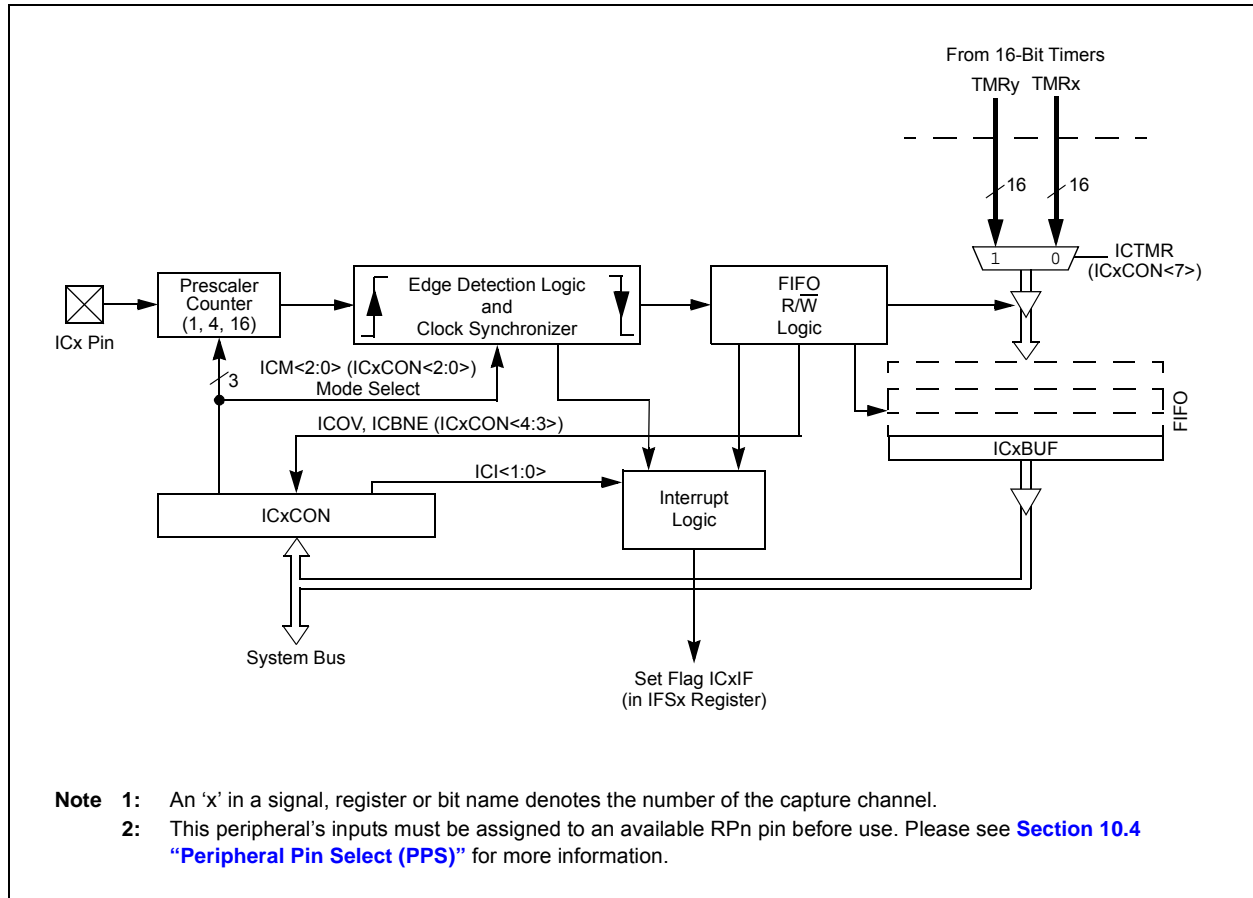 From 16-Bit Timers
TMRy TMRx
16 16
1 0
ICTMR
(ICxCON<7>)
Prescaler
Counter
(1, 4, 16)
Edge Detection Logic
and
Clock Synchronizer
FIFO
R/W̅
Logic
ICx Pin
3
ICM<2:0> (ICxCON<2:0>)
Mode Select
FIFO
ICOV, ICBNE (ICxCON<4:3>)
ICxBUF
ICI<1:0>
Interrupt
Logic
ICxCON
System Bus
Set Flag ICxIF
(in IFSx Register)
Note 1: An ‘x’ in a signal, register or bit name denotes the number of the capture channel.
2: This peripheral’s inputs must be assigned to an available RPn pin before use. Please see Section 10.4
“Peripheral Pin Select (PPS)” for more information.